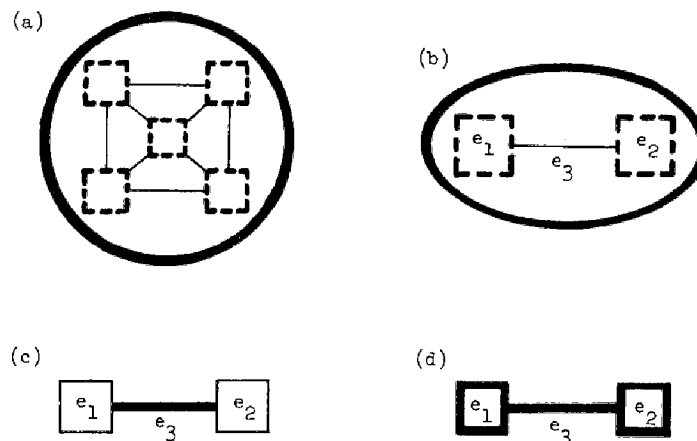 (a)
(b)
e₁ e₂
e₃
(c) (d)
e₁ e₂ e₁ e₂
e₃ e₃